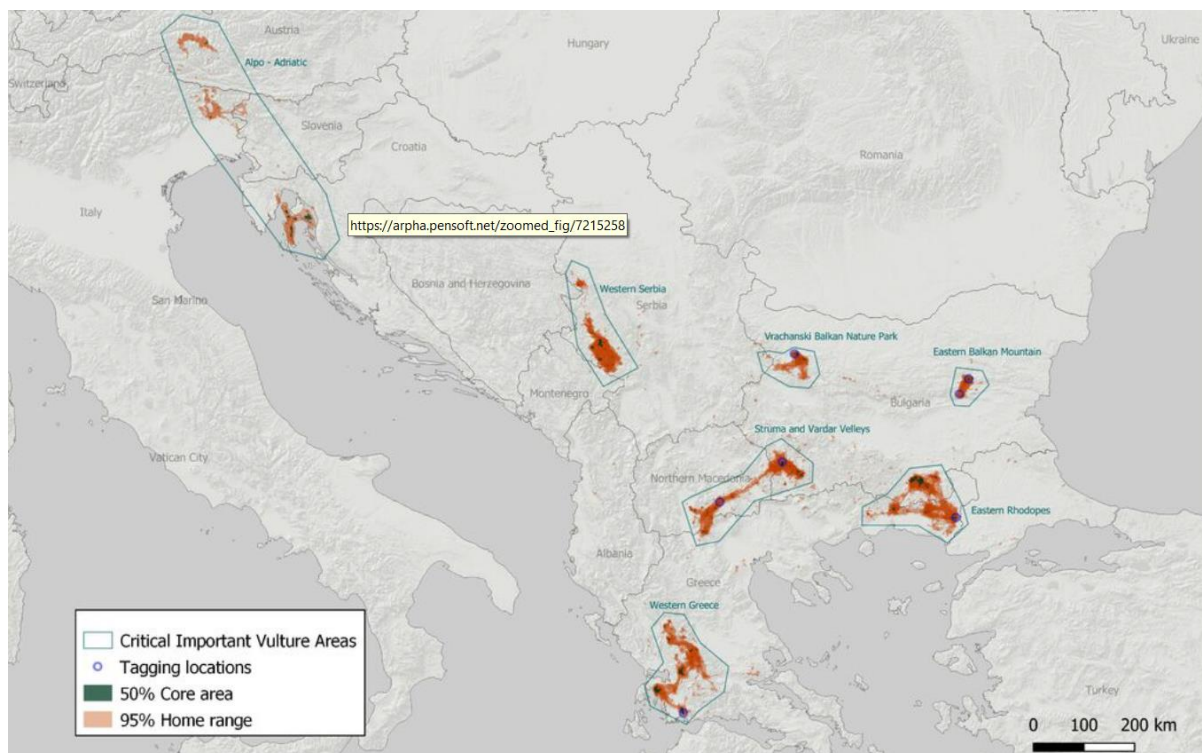 Austria
Hungary
Ukraine
Alpo - Adriatic
Switzerland
Slovenia
Croatia
Romania
Italy
https://arpha.pensoft.net/zoomed_fig/7215258
Bosnia and Herzegovina
Western Serbia
San Marino
Serbia
Vrachanski Balkan Nature Park
Eastern Balkan Mountain
Montenegro
Bulgaria
Struma and Vardar Velleys
Vatican City
Northern Macedonia
Eastern Rhodopes
Albania
Greece
Western Greece
Critical Important Vulture Areas
Tagging locations
50% Core area
95% Home range
Turkey
0 100 200 km